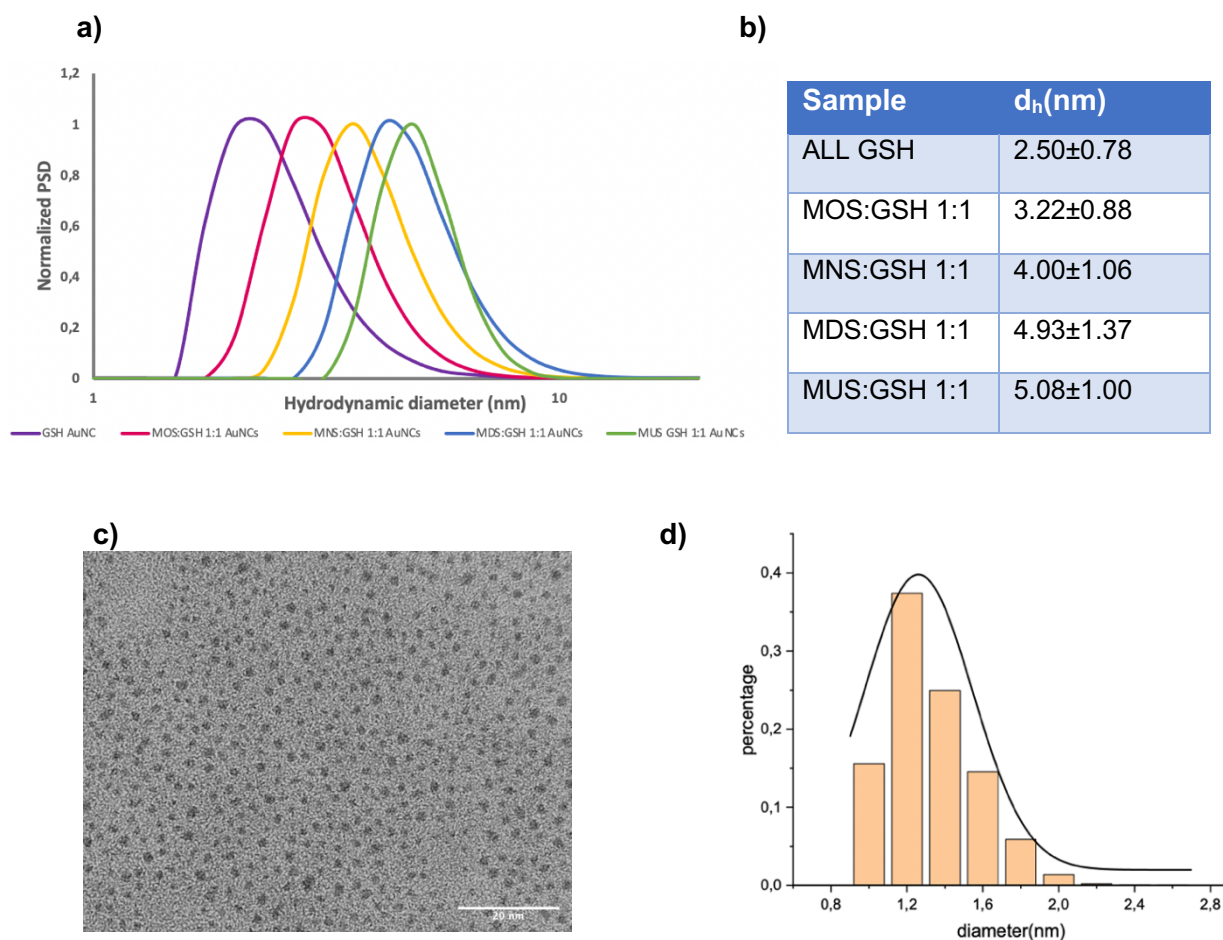 a)
1,2
1
0,8
0,6
0,4
0,2
0
Normalized PSD
1
Hydrodynamic diameter (nm)
10
GSH AuNC
MOS:GSH 1:1 AuNCs
MNS:GSH 1:1 AuNCs
MDS:GSH 1:1 AuNCs
MUS GSH 1:1 AuNCs
b)
Sample dh(nm)
ALL GSH 2.50±0.78
MOS:GSH 1:1 3.22±0.88
MNS:GSH 1:1 4.00±1.06
MDS:GSH 1:1 4.93±1.37
MUS:GSH 1:1 5.08±1.00
c)
20 nm
d)
0,4
0,3
0,2
0,1
0,0
percentage
0,8 1,2 1,6 2,0 2,4 2,8
diameter(nm)